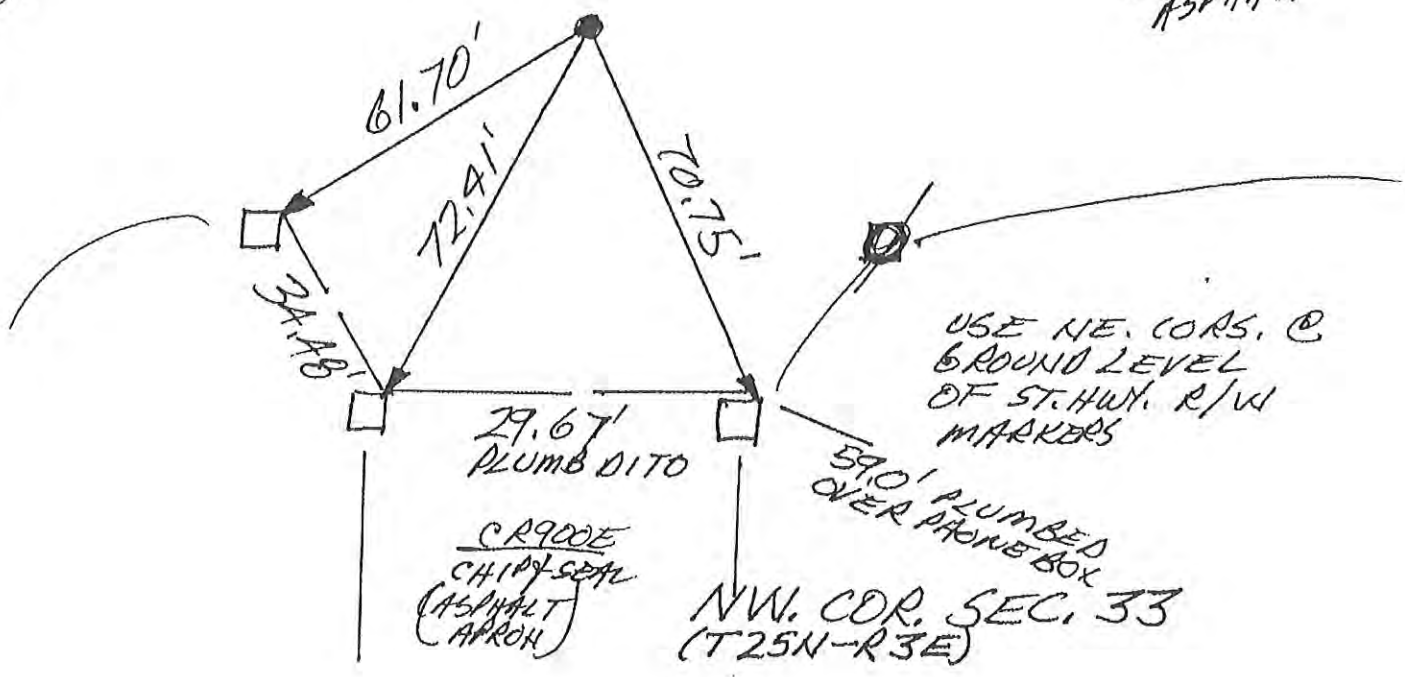 61.70'
72.41'
70.75'
34.48'
29.67'
PLUMB DITO
USE NE. CORS. @
GROUND LEVEL
OF ST. HWY. R/W
MARKERS
59.0' PLUMBED
OVER PHONE BOX
CR900E
CHIP & SEAL
(ASPHALT
APROH)
NW. COR. SEC. 33
(T25N-R3E)